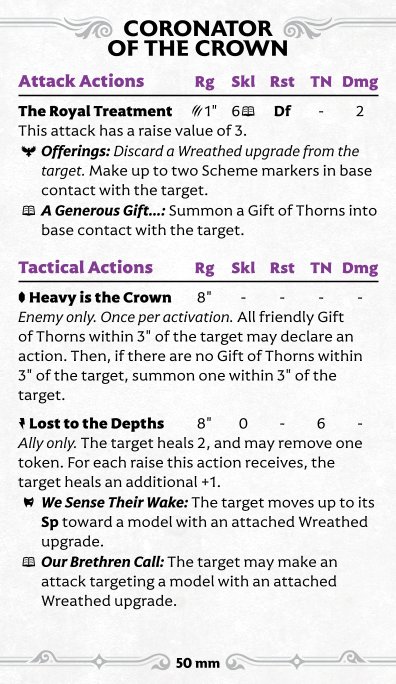 CORONATOR
OF THE CROWN
Attack Actions Rg Skl Rst TN Dmg
The Royal Treatment 1" 6 Df - 2
This attack has a raise value of 3.
Offerings: Discard a Wreathed upgrade from the
target. Make up to two Scheme markers in base
contact with the target.
A Generous Gift...: Summon a Gift of Thorns into
base contact with the target.
Tactical Actions Rg Skl Rst TN Dmg
Heavy is the Crown 8" - - - -
Enemy only. Once per activation. All friendly Gift
of Thorns within 3" of the target may declare an
action. Then, if there are no Gift of Thorns within
3" of the target, summon one within 3" of the
target.
Lost to the Depths 8" 0 - 6 -
Ally only. The target heals 2, and may remove one
token. For each raise this action receives, the
target heals an additional +1.
We Sense Their Wake: The target moves up to its
Sp toward a model with an attached Wreathed
upgrade.
Our Brethren Call: The target may make an
attack targeting a model with an attached
Wreathed upgrade.
50 mm